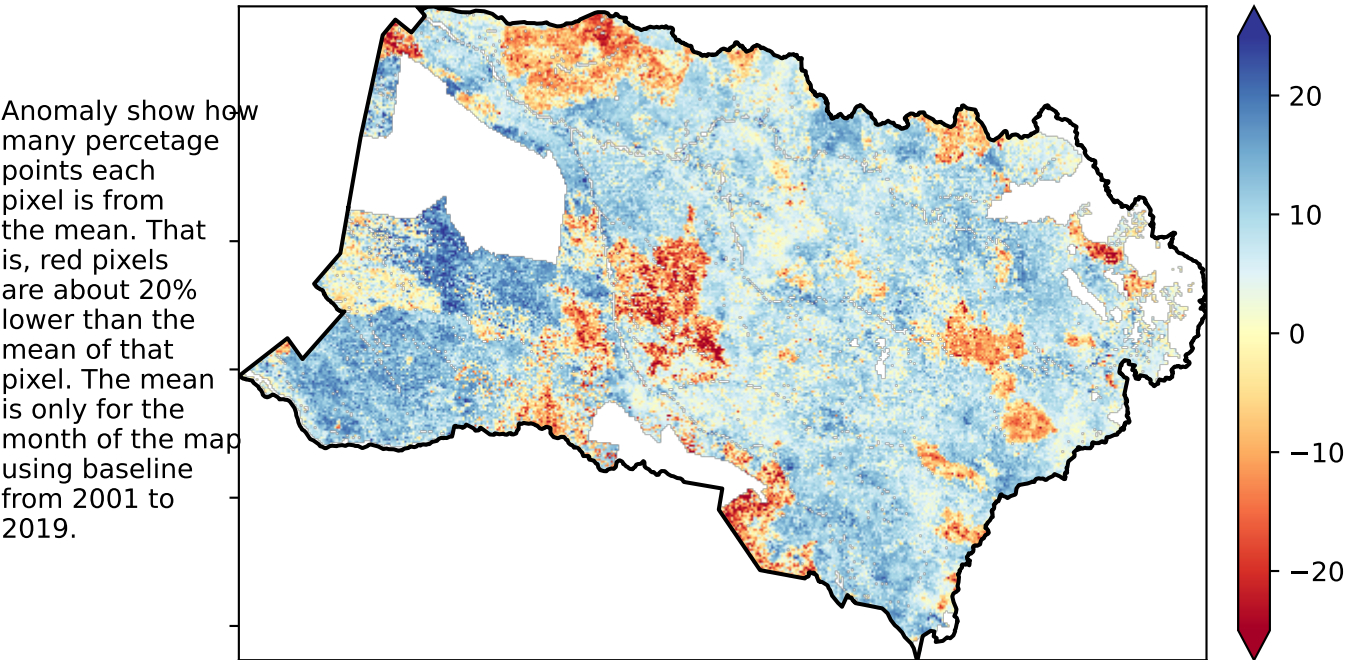 Anomaly show how
many percetage
points each
pixel is from
the mean. That
is, red pixels
are about 20%
lower than the
mean of that
pixel. The mean
is only for the
month of the map
using baseline
from 2001 to
2019.
20
10
0
−10
−20